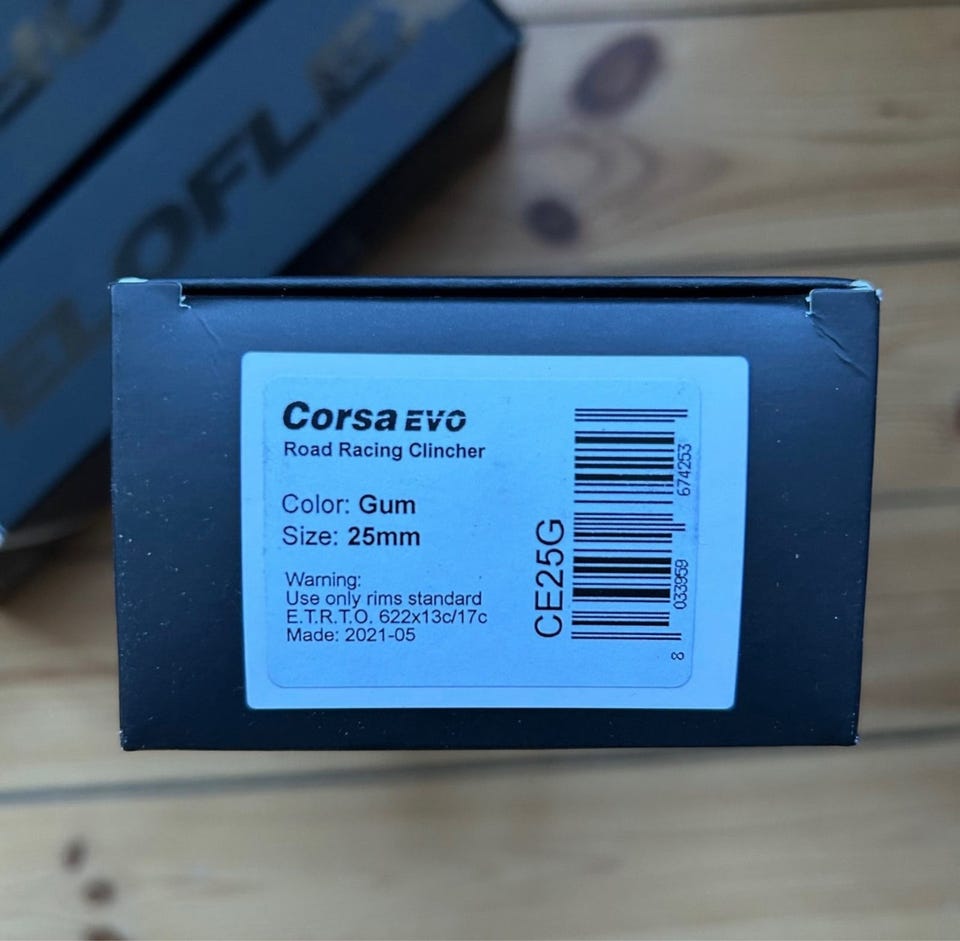 ELOFLEX
Corsa EVO
Road Racing Clincher
Color: Gum
Size: 25mm
Warning:
Use only rims standard
E.T.R.T.O. 622x13c/17c
Made: 2021-05
CE25G
8 033959 674253